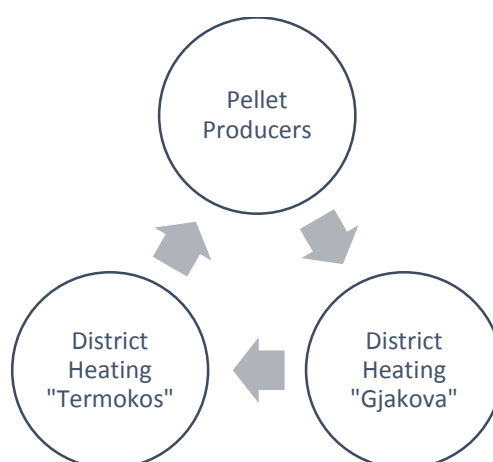 Pellet
Producers
District
Heating
"Termokos"
District
Heating
"Gjakova"